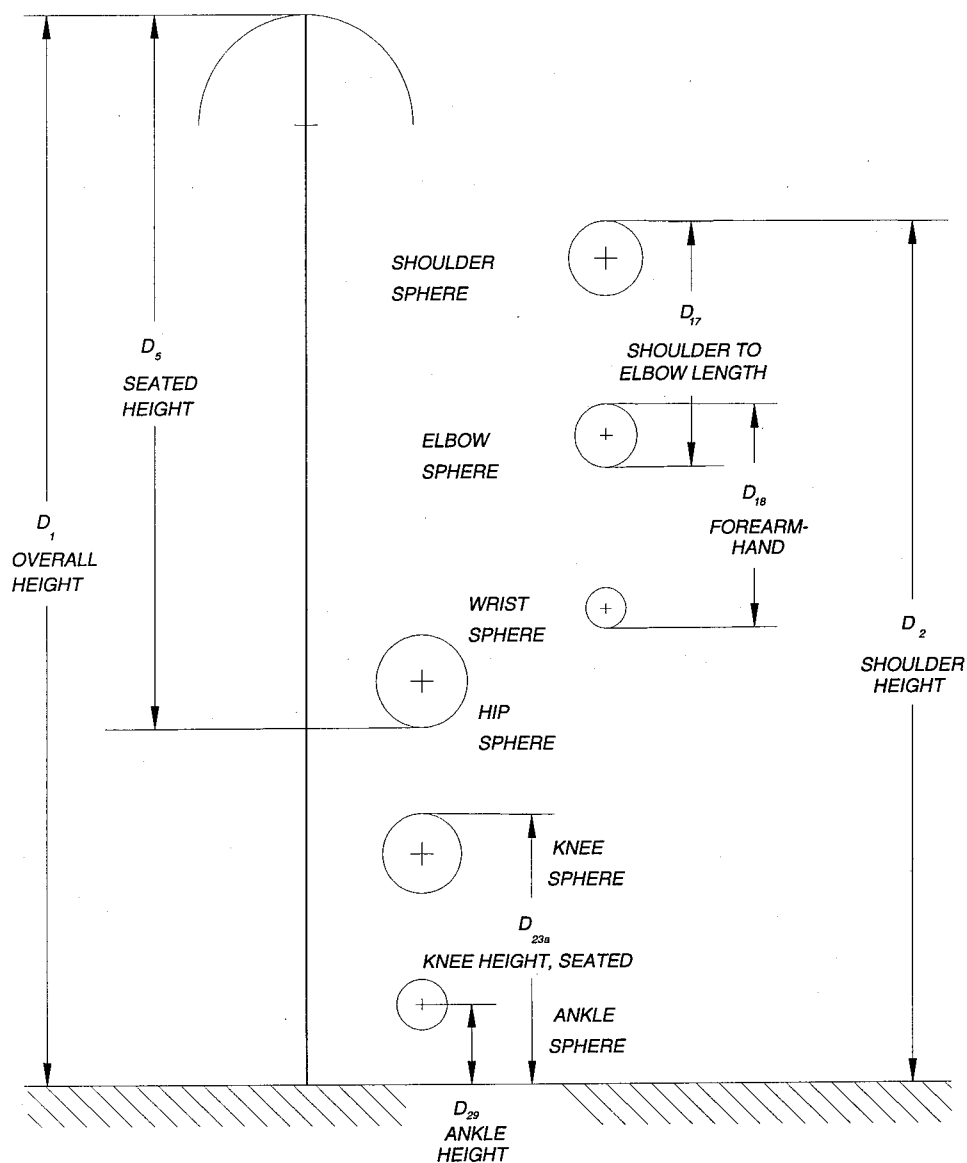 SHOULDER
SPHERE
D17
SHOULDER TO
ELBOW LENGTH
D5
SEATED
HEIGHT
ELBOW
SPHERE
D18
FOREARM-
HAND
D1
OVERALL
HEIGHT
WRIST
SPHERE
D2
SHOULDER
HEIGHT
HIP
SPHERE
KNEE
SPHERE
D23a
KNEE HEIGHT, SEATED
ANKLE
SPHERE
D29
ANKLE
HEIGHT